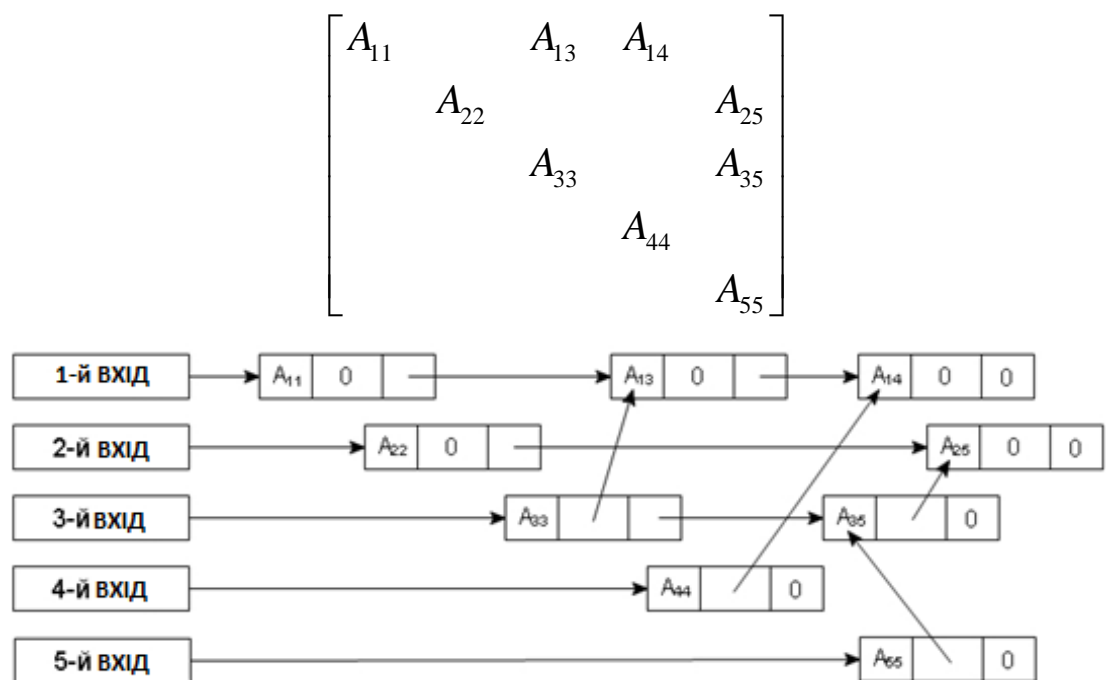 A₁₁ A₁₃ A₁₄
A₂₂ A₂₅
A₃₃ A₃₅
A₄₄
A₅₅
1-й ВХІД A₁₁ 0 A₁₃ 0 A₁₄ 0 0
2-й ВХІД A₂₂ 0 A₂₅ 0 0
3-й ВХІД A₃₃ A₃₅ 0
4-й ВХІД A₄₄ 0
5-й ВХІД A₅₅ 0